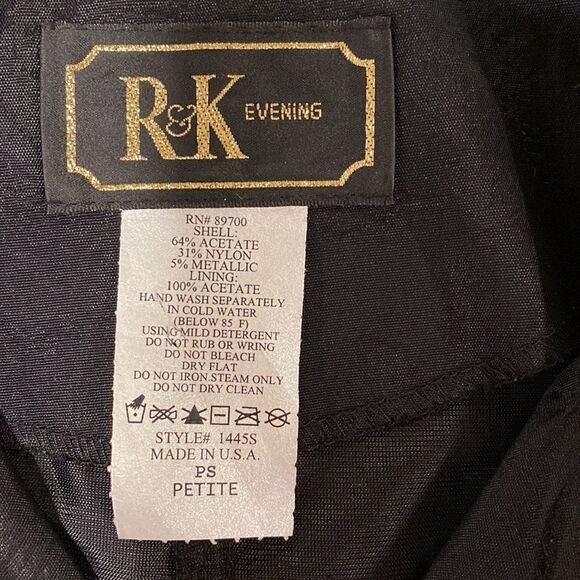 R&K EVENING
RN# 89700
SHELL:
64% ACETATE
31% NYLON
5% METALLIC
LINING:
100% ACETATE
HAND WASH SEPARATELY
IN COLD WATER
(BELOW 85 F)
USING MILD DETERGENT
DO NOT RUB OR WRING
DO NOT BLEACH
DRY FLAT
DO NOT IRON STEAM ONLY
DO NOT DRY CLEAN
STYLE# 1445S
MADE IN U.S.A.
PS
PETITE